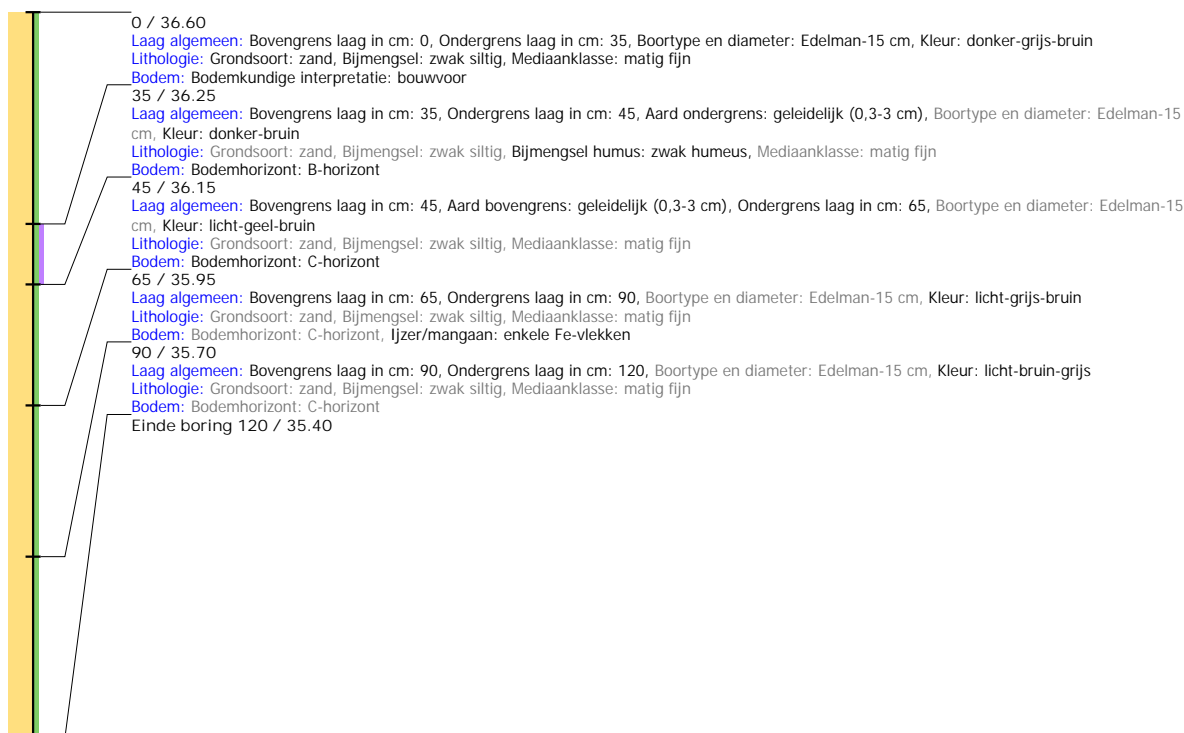 0 / 36.60
Laag algemeen: Bovengrens laag in cm: 0, Ondergrens laag in cm: 35, Boortype en diameter: Edelman-15 cm, Kleur: donker-grijs-bruin
Lithologie: Grondsoort: zand, Bijmengsel: zwak siltig, Mediaanklasse: matig fijn
Bodem: Bodemkundige interpretatie: bouwvoor
35 / 36.25
Laag algemeen: Bovengrens laag in cm: 35, Ondergrens laag in cm: 45, Aard ondergrens: geleidelijk (0,3-3 cm), Boortype en diameter: Edelman-15
cm, Kleur: donker-bruin
Lithologie: Grondsoort: zand, Bijmengsel: zwak siltig, Bijmengsel humus: zwak humeus, Mediaanklasse: matig fijn
Bodem: Bodemhorizont: B-horizont
45 / 36.15
Laag algemeen: Bovengrens laag in cm: 45, Aard bovengrens: geleidelijk (0,3-3 cm), Ondergrens laag in cm: 65, Boortype en diameter: Edelman-15
cm, Kleur: licht-geel-bruin
Lithologie: Grondsoort: zand, Bijmengsel: zwak siltig, Mediaanklasse: matig fijn
Bodem: Bodemhorizont: C-horizont
65 / 35.95
Laag algemeen: Bovengrens laag in cm: 65, Ondergrens laag in cm: 90, Boortype en diameter: Edelman-15 cm, Kleur: licht-grijs-bruin
Lithologie: Grondsoort: zand, Bijmengsel: zwak siltig, Mediaanklasse: matig fijn
Bodem: Bodemhorizont: C-horizont, Ijzer/mangaan: enkele Fe-vlekken
90 / 35.70
Laag algemeen: Bovengrens laag in cm: 90, Ondergrens laag in cm: 120, Boortype en diameter: Edelman-15 cm, Kleur: licht-bruin-grijs
Lithologie: Grondsoort: zand, Bijmengsel: zwak siltig, Mediaanklasse: matig fijn
Bodem: Bodemhorizont: C-horizont
Einde boring 120 / 35.40